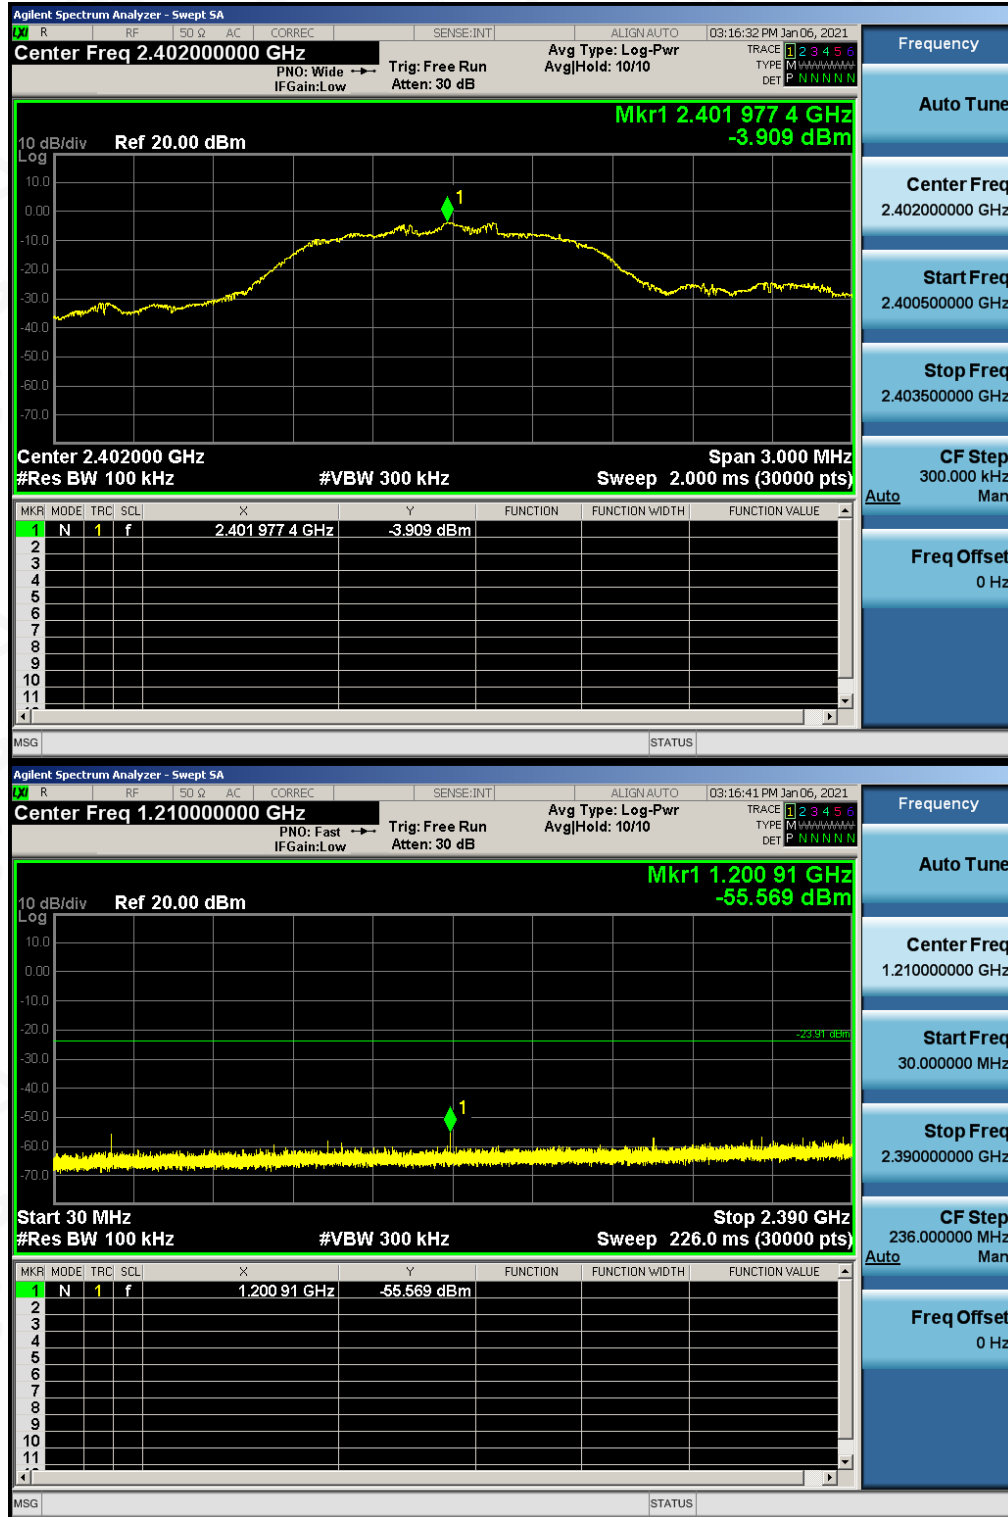 Agilent Spectrum Analyzer - Swept SA
LXI R RF 50 Ω AC CORREC SENSE:INT ALIGN AUTO 03:16:32 PM Jan 06, 2021
Center Freq 2.402000000 GHz
PNO: Wide
IFGain:Low
Trig: Free Run
Atten: 30 dB
Avg Type: Log-Pwr
Avg|Hold: 10/10
TRACE 1 2 3 4 5 6
TYPE M WWWWW
DET P N N N N N
Mkr1 2.401 977 4 GHz
-3.909 dBm
10 dB/div Ref 20.00 dBm
Log
10.0
0.00
-10.0
-20.0
-30.0
-40.0
-50.0
-60.0
-70.0
1
Center 2.402000 GHz Span 3.000 MHz
#Res BW 100 kHz #VBW 300 kHz Sweep 2.000 ms (30000 pts)
MKR MODE TRC SCL X Y FUNCTION FUNCTION WIDTH FUNCTION VALUE
1 N 1 f 2.401 977 4 GHz -3.909 dBm
2
3
4
5
6
7
8
9
10
11
MSG STATUS
Frequency
Auto Tune
Center Freq
2.402000000 GHz
Start Freq
2.400500000 GHz
Stop Freq
2.403500000 GHz
CF Step
300.000 kHz
Auto Man
Freq Offset
0 Hz
Agilent Spectrum Analyzer - Swept SA
LXI R RF 50 Ω AC CORREC SENSE:INT ALIGN AUTO 03:16:41 PM Jan 06, 2021
Center Freq 1.210000000 GHz
PNO: Fast
IFGain:Low
Trig: Free Run
Atten: 30 dB
Avg Type: Log-Pwr
Avg|Hold: 10/10
TRACE 1 2 3 4 5 6
TYPE M WWWWW
DET P N N N N N
Mkr1 1.200 91 GHz
-55.569 dBm
10 dB/div Ref 20.00 dBm
Log
10.0
0.00
-10.0
-20.0
-30.0
-40.0
-50.0
-60.0
-70.0
-23.91 dBm
1
Start 30 MHz Stop 2.390 GHz
#Res BW 100 kHz #VBW 300 kHz Sweep 226.0 ms (30000 pts)
MKR MODE TRC SCL X Y FUNCTION FUNCTION WIDTH FUNCTION VALUE
1 N 1 f 1.200 91 GHz -55.569 dBm
2
3
4
5
6
7
8
9
10
11
MSG STATUS
Frequency
Auto Tune
Center Freq
1.210000000 GHz
Start Freq
30.000000 MHz
Stop Freq
2.390000000 GHz
CF Step
236.000000 MHz
Auto Man
Freq Offset
0 Hz